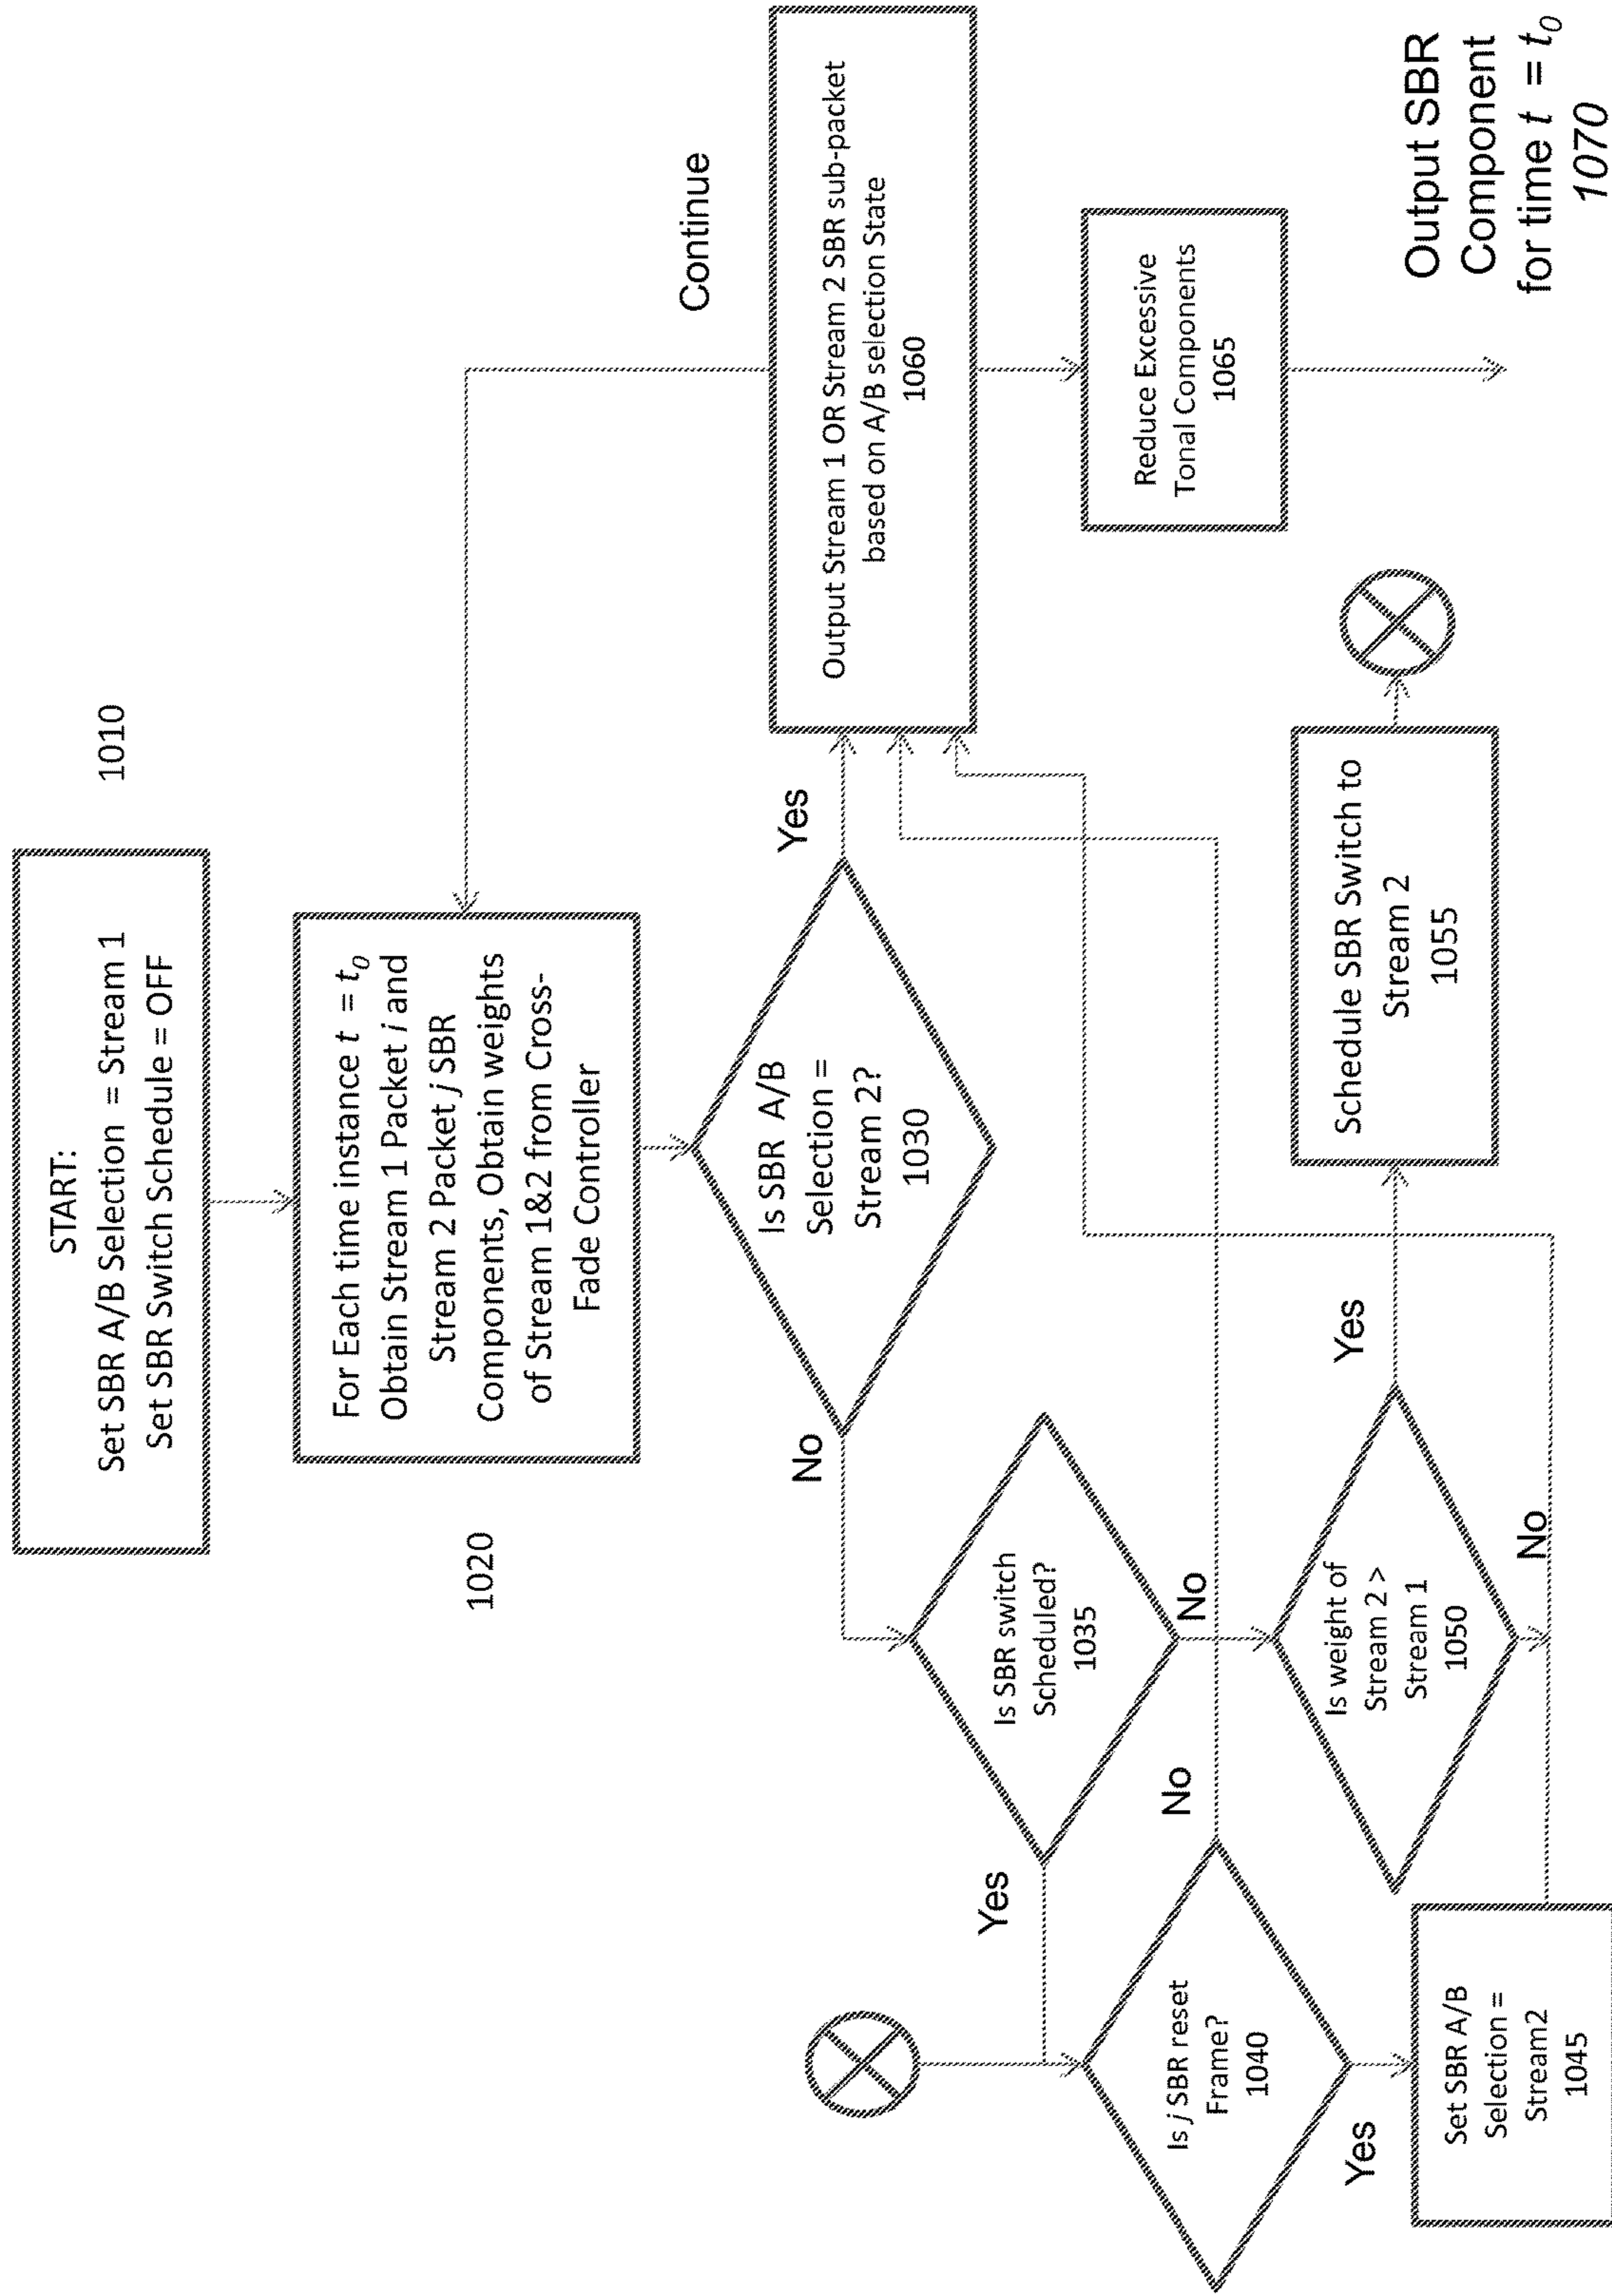 START:
Set SBR A/B Selection = Stream 1
Set SBR Switch Schedule = OFF
1010
For Each time instance t = t0
Obtain Stream 1 Packet i and
Stream 2 Packet j SBR
Components, Obtain weights
of Stream 1&2 from Cross-
Fade Controller
1020
Continue
Is SBR A/B
Selection =
Stream 2?
1030
Yes
No
Output Stream 1 OR Stream 2 SBR sub-packet
based on A/B selection State
1060
Is SBR switch
Scheduled?
1035
Yes
No
Reduce Excessive
Tonal Components
1065
Is j SBR reset
Frame?
1040
No
Yes
Is weight of
Stream 2 >
Stream 1
1050
Yes
No
Schedule SBR Switch to
Stream 2
1055
Set SBR A/B
Selection =
Stream2
1045
Output SBR
Component
for time t = t0
1070